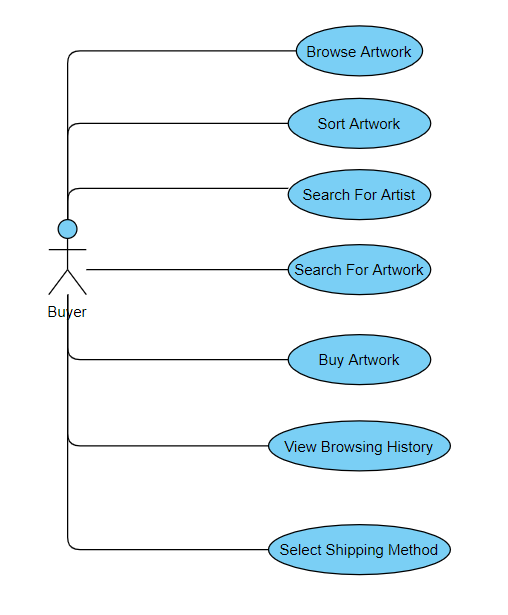 Browse Artwork
Sort Artwork
Search For Artist
Search For Artwork
Buyer
Buy Artwork
View Browsing History
Select Shipping Method